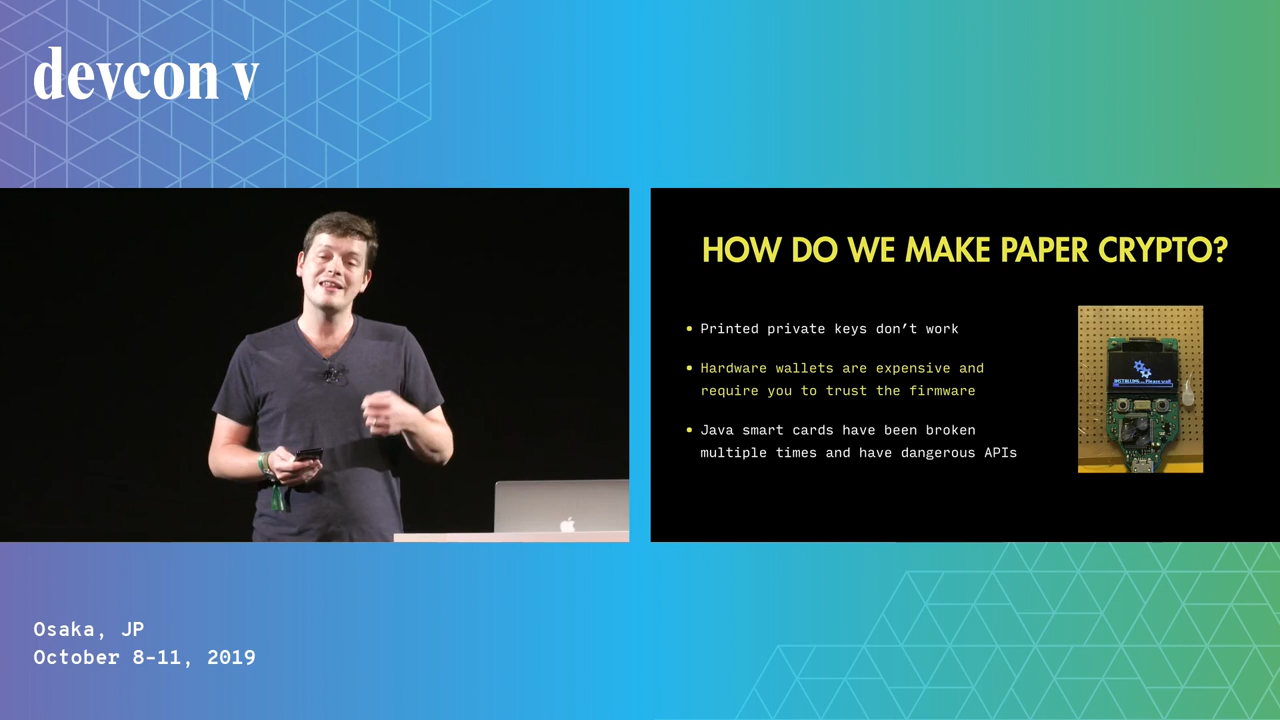 devcon v
HOW DO WE MAKE PAPER CRYPTO?
• Printed private keys don’t work
• Hardware wallets are expensive and
require you to trust the firmware
• Java smart cards have been broken
multiple times and have dangerous APIs
Osaka, JP
October 8-11, 2019